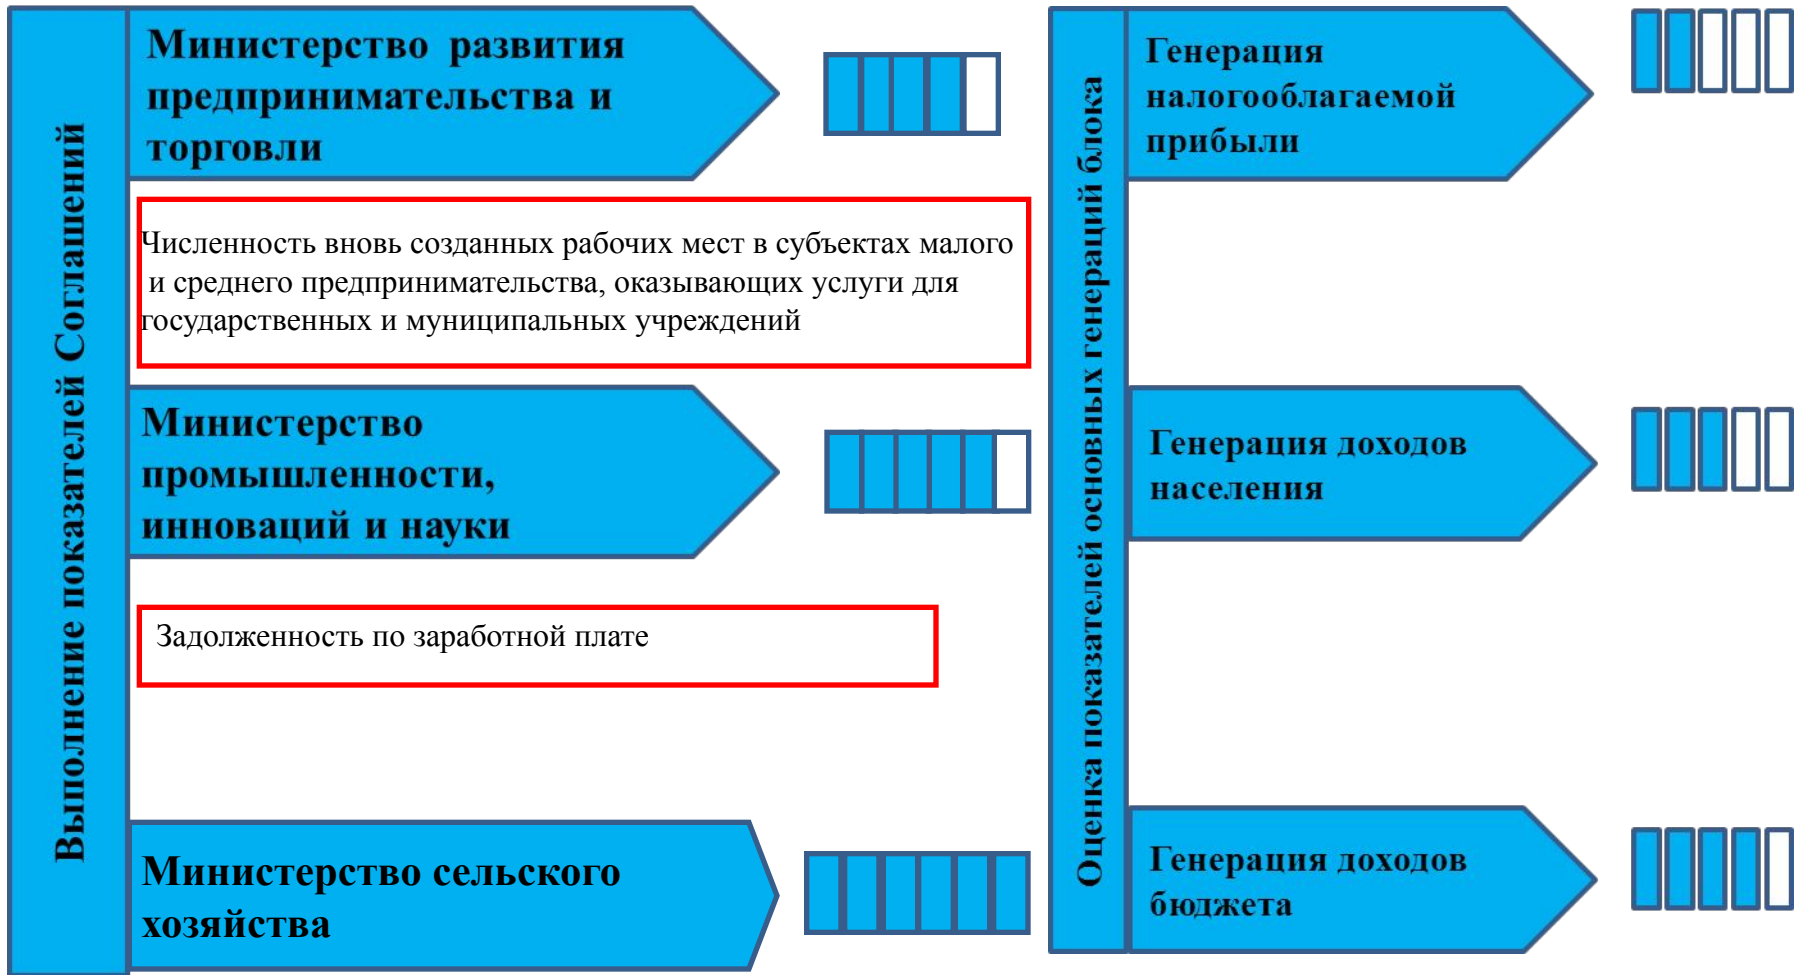 Выполнение показателей Соглашений
Министерство развития
предпринимательства и
торговли
Численность вновь созданных рабочих мест в субъектах малого
и среднего предпринимательства, оказывающих услуги для
государственных и муниципальных учреждений
Министерство
промышленности,
инноваций и науки
Задолженность по заработной плате
Министерство сельского
хозяйства
Оценка показателей основных генераций блока
Генерация
налогооблагаемой
прибыли
Генерация доходов
населения
Генерация доходов
бюджета